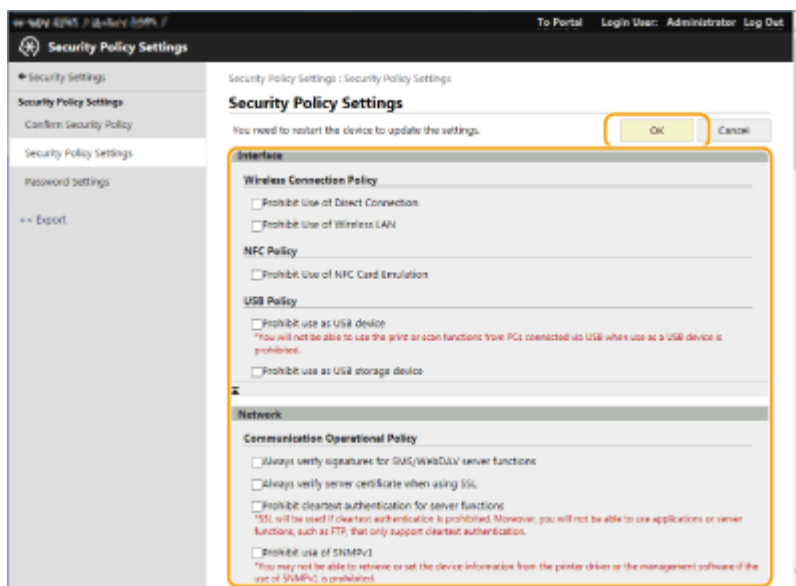 To Portal Login User: Administrator Log Out
Security Policy Settings
Security Settings
Security Policy Settings
Confirm Security Policy
Security Policy Settings
Password Settings
Export
Security Policy Settings : Security Policy Settings
Security Policy Settings
You need to restart the device to update the settings.
OK
Cancel
Interface
Wireless Connection Policy
Prohibit Use of Direct Connection
Prohibit Use of Wireless LAN
NFC Policy
Prohibit Use of NFC Card Emulation
USB Policy
Prohibit use as USB device
*You will not be able to use the print or scan functions from PCs connected via USB when use as a USB device is
prohibited.
Prohibit use as USB storage device
Network
Communication Operational Policy
Always verify signatures for SMS/WebDAV server functions
Always verify server certificate when using SSL
Prohibit cleartext authentication for server functions
*SSL will be used if cleartext authentication is prohibited. Moreover, you will not be able to use applications or server
functions, such as FTP, that only support cleartext authentication.
Prohibit use of SNMPv1
*You may not be able to retrieve or set the device information from the printer driver or the management software if the
use of SNMPv1 is prohibited.